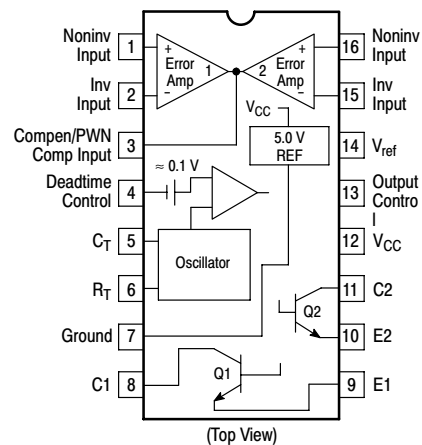 Noninv
Input
1
Inv
Input
2
Compen/PWN
Comp Input
3
Deadtime
Control
4
CT
5
RT
6
Ground
7
C1
8
+
Error
Amp
1
−
+
2
Error
Amp
−
VCC
5.0 V
REF
≈ 0.1 V
Oscillator
Q2
Q1
16
Noninv
Input
15
Inv
Input
14
Vref
13
Output
Contro
l
12
VCC
11
C2
10
E2
9
E1
(Top View)